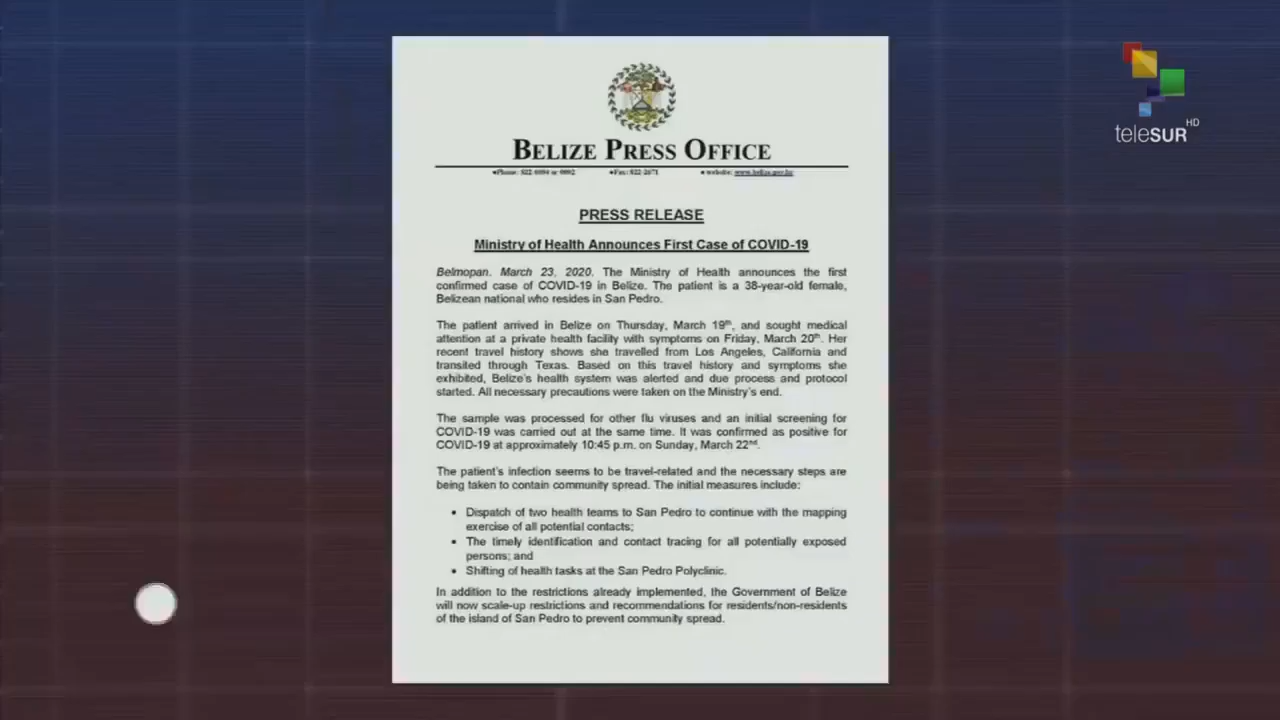 BELIZE PRESS OFFICE
•Phone: 822 0094 or 0092 •Fax: 822-2671 • website: www.belize.gov.bz
PRESS RELEASE
Ministry of Health Announces First Case of COVID-19
Belmopan. March 23, 2020. The Ministry of Health announces the first
confirmed case of COVID-19 in Belize. The patient is a 38-year-old female,
Belizean national who resides in San Pedro.
The patient arrived in Belize on Thursday, March 19th, and sought medical
attention at a private health facility with symptoms on Friday, March 20th. Her
recent travel history shows she travelled from Los Angeles, California and
transited through Texas. Based on this travel history and symptoms she
exhibited, Belize's health system was alerted and due process and protocol
started. All necessary precautions were taken on the Ministry's end.
The sample was processed for other flu viruses and an initial screening for
COVID-19 was carried out at the same time. It was confirmed as positive for
COVID-19 at approximately 10:45 p.m. on Sunday, March 22nd.
The patient's infection seems to be travel-related and the necessary steps are
being taken to contain community spread. The initial measures include:
• Dispatch of two health teams to San Pedro to continue with the mapping
exercise of all potential contacts;
• The timely identification and contact tracing for all potentially exposed
persons; and
• Shifting of health tasks at the San Pedro Polyclinic.
In addition to the restrictions already implemented, the Government of Belize
will now scale-up restrictions and recommendations for residents/non-residents
of the island of San Pedro to prevent community spread.
teleSUR HD